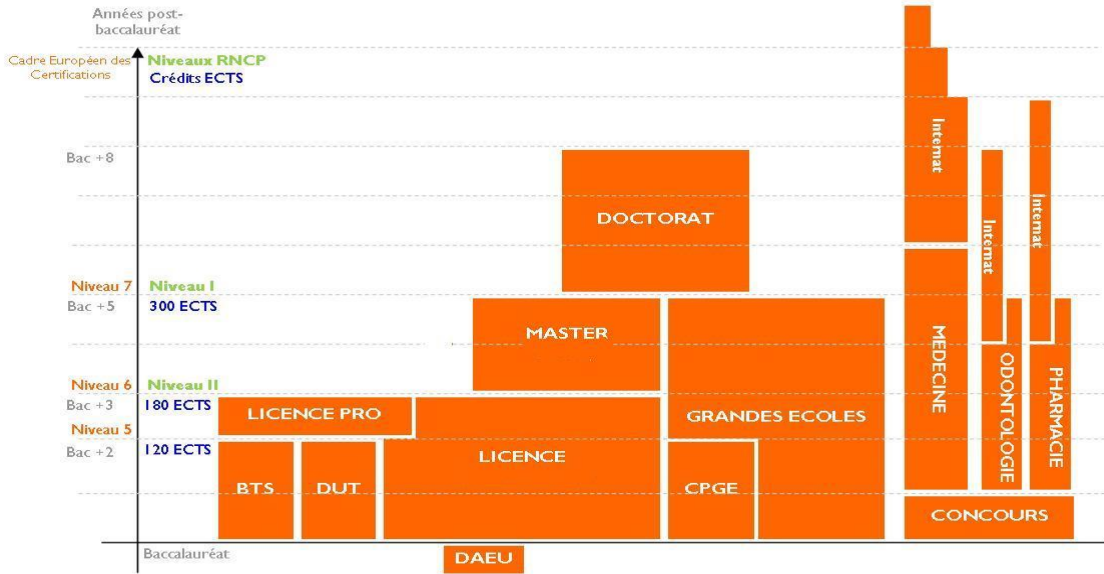 Années post-
baccalauréat
Cadre Européen des
Certifications
Niveaux RNCP
Crédits ECTS
Bac +8
Niveau 7
Niveau I
Bac +5
300 ECTS
Niveau 6
Niveau II
Bac +3
180 ECTS
Niveau 5
Bac +2
120 ECTS
Baccalauréat
DOCTORAT
MASTER
LICENCE PRO
LICENCE
GRANDES ECOLES
BTS
DUT
CPGE
DAEU
Internat
Internat
Internat
MEDECINE
ODONTOLOGIE
PHARMACIE
CONCOURS